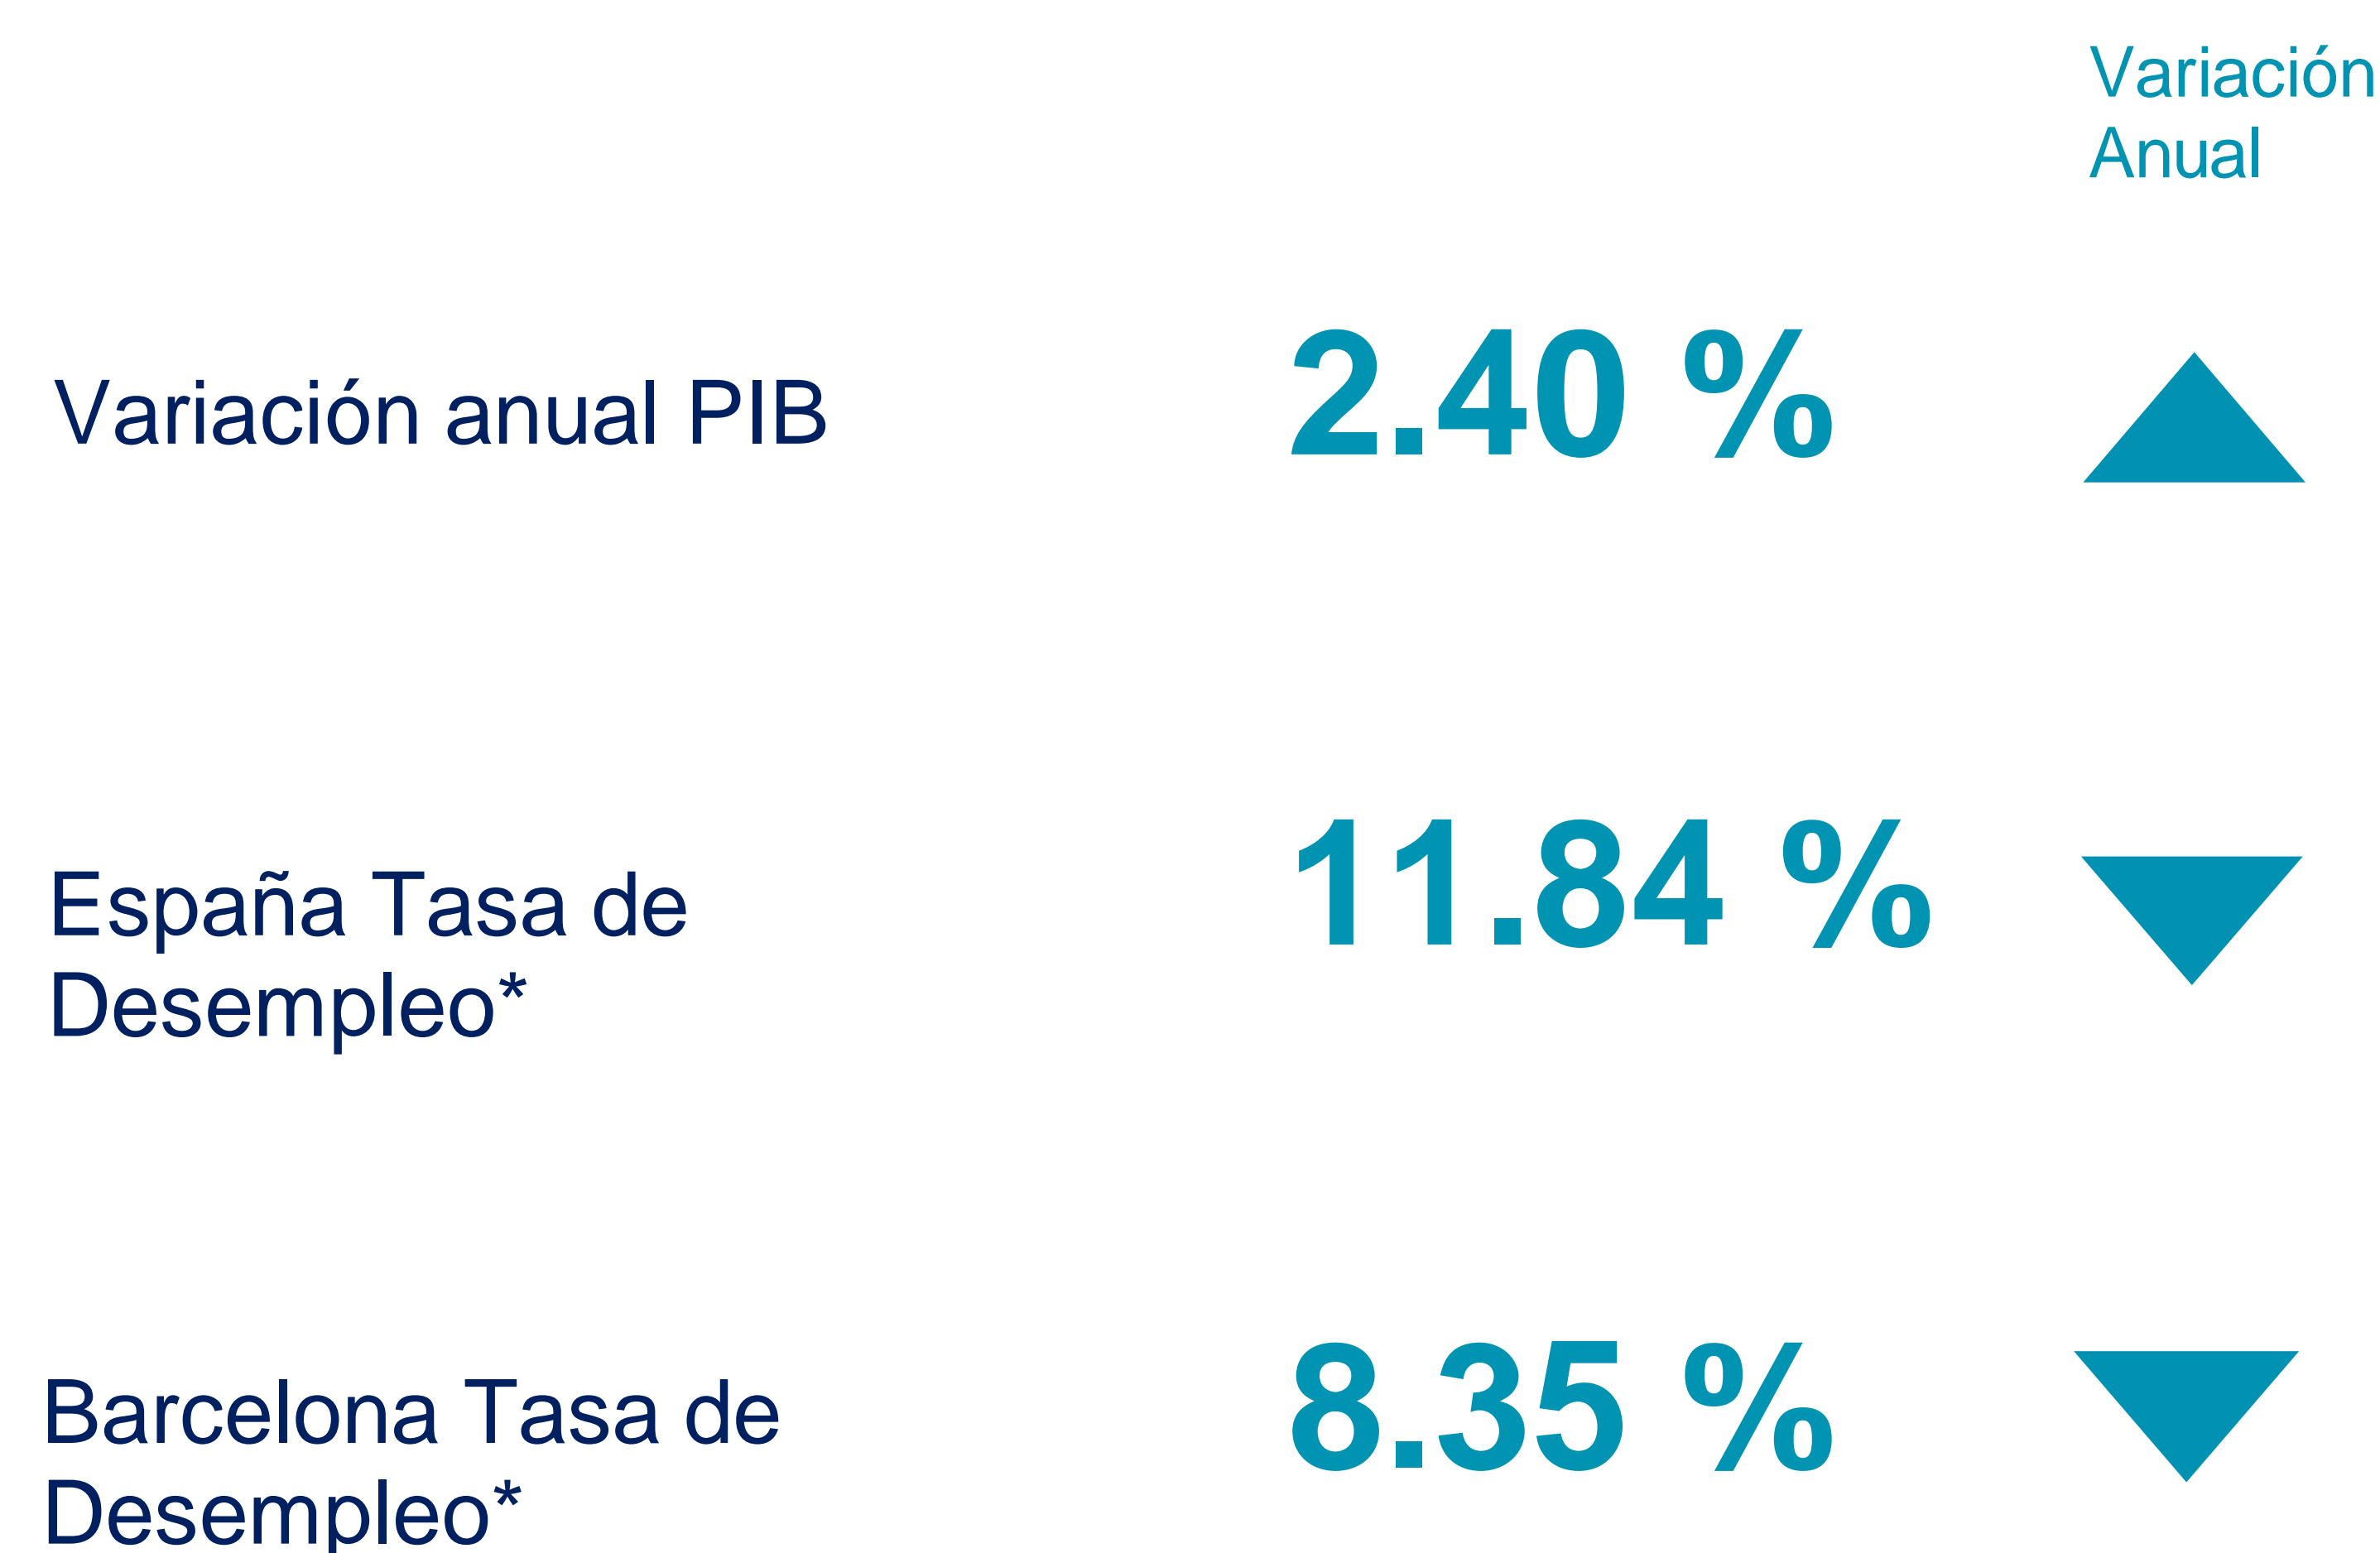 Variación
Anual
Variación anual PIB
2.40 %
España Tasa de
Desempleo*
11.84 %
Barcelona Tasa de
Desempleo*
8.35 %